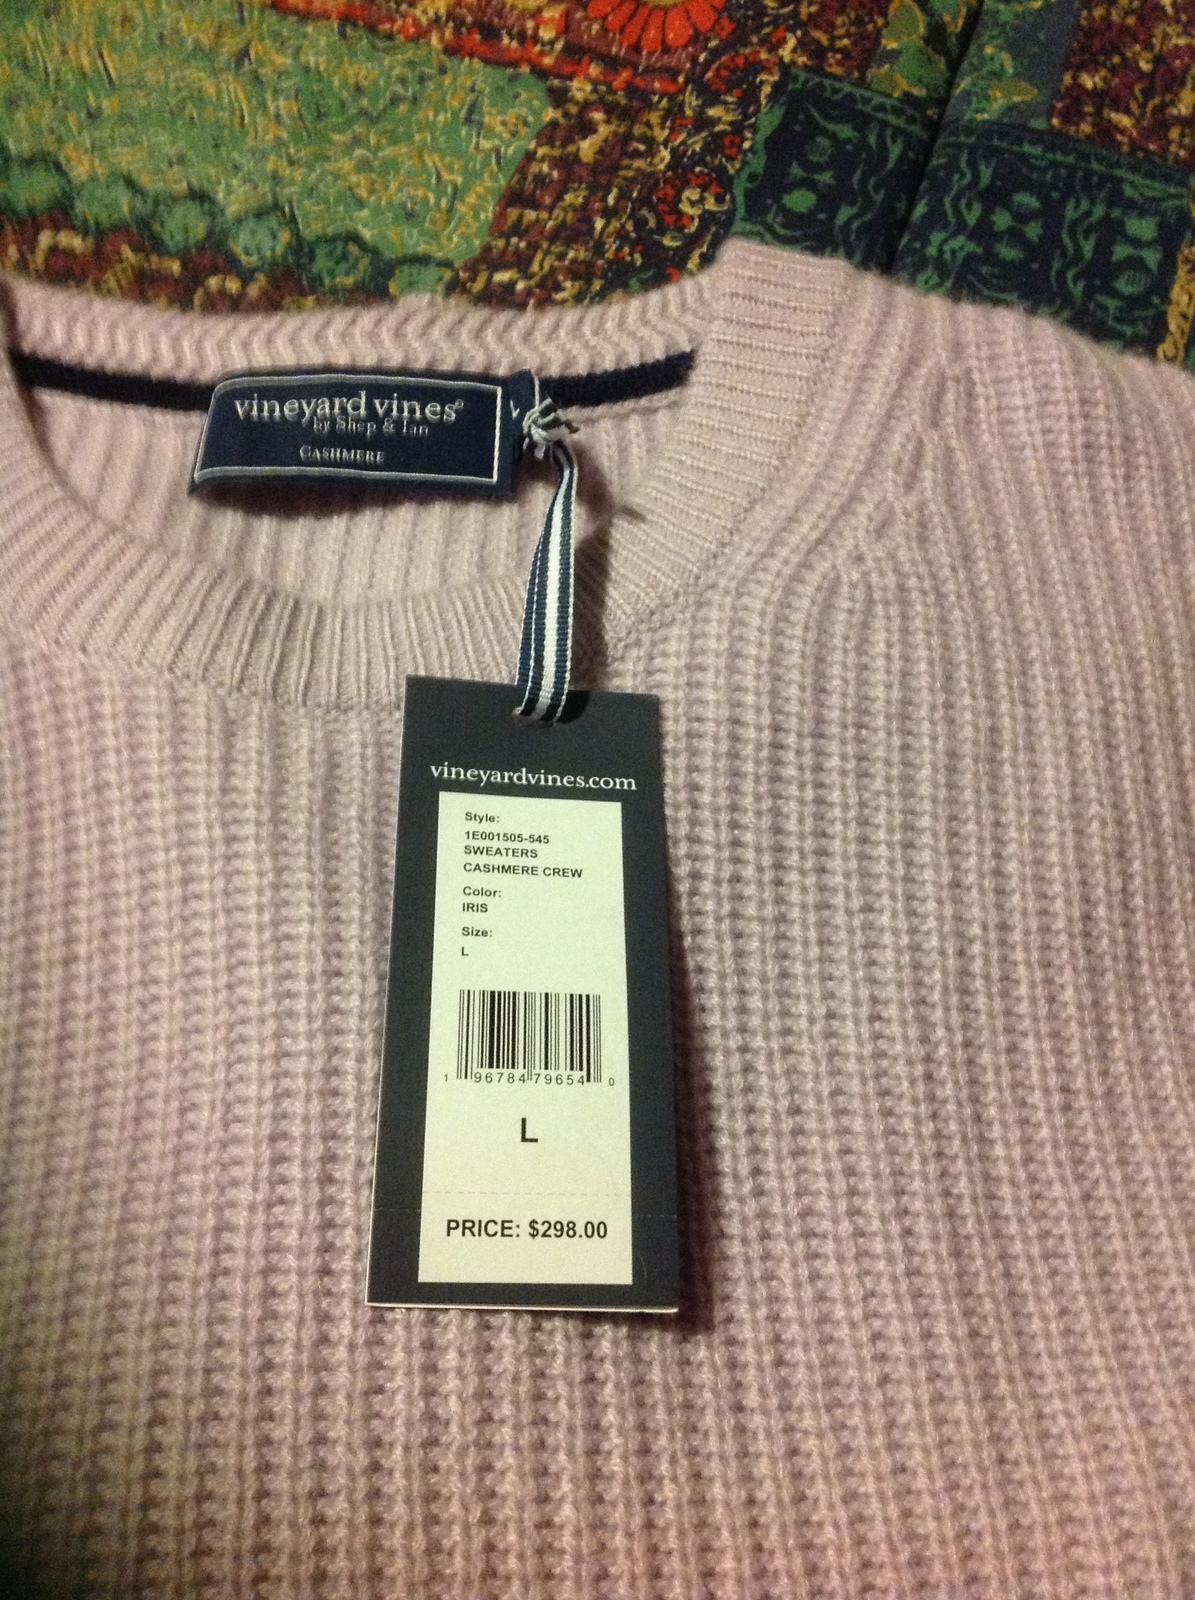 vineyard vines®
by Shep & Ian
CASHMERE
vineyardvines.com
Style:
1E001505-545
SWEATERS
CASHMERE CREW
Color:
IRIS
Size:
L
1 96784 79654 0
L
PRICE: $298.00